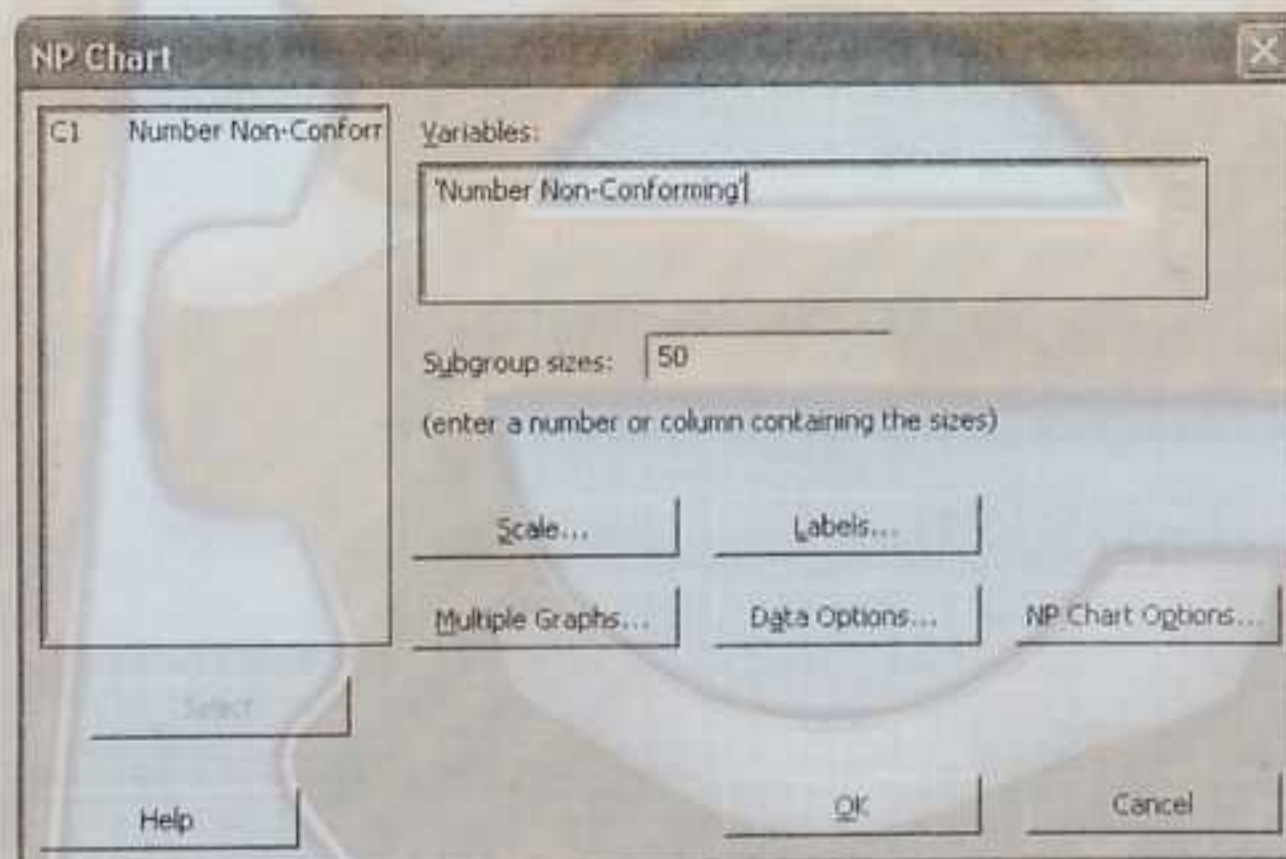 NP Chart
C1 Number Non-Conforr
Variables:
'Number Non-Conforming'
Subgroup sizes: 50
(enter a number or column containing the sizes)
Scale... Labels...
Multiple Graphs... Data Options... NP Chart Options...
Select
Help OK Cancel